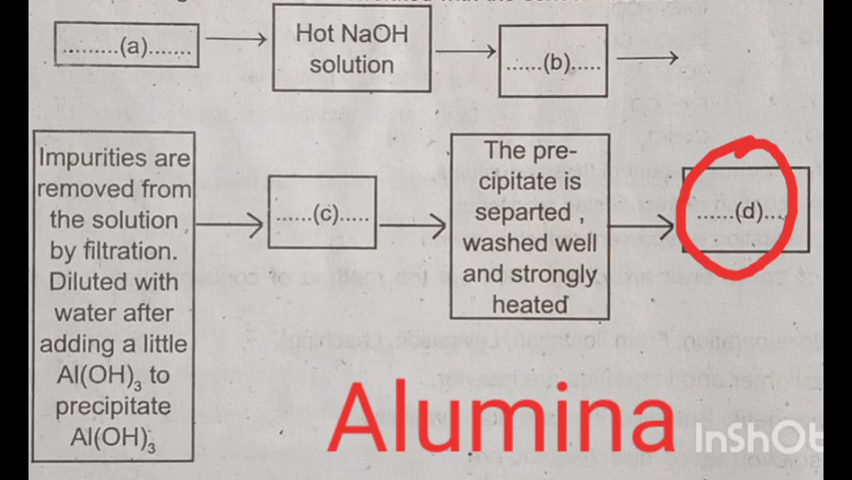 ..........(a).......
Hot NaOH
solution
......(b).....
Impurities are
removed from
the solution
by filtration.
Diluted with
water after
adding a little
Al(OH)₃ to
precipitate
Al(OH)₃
......(c).....
The pre-
cipitate is
separted ,
washed well
and strongly
heated
......(d)....
Alumina
InShOt